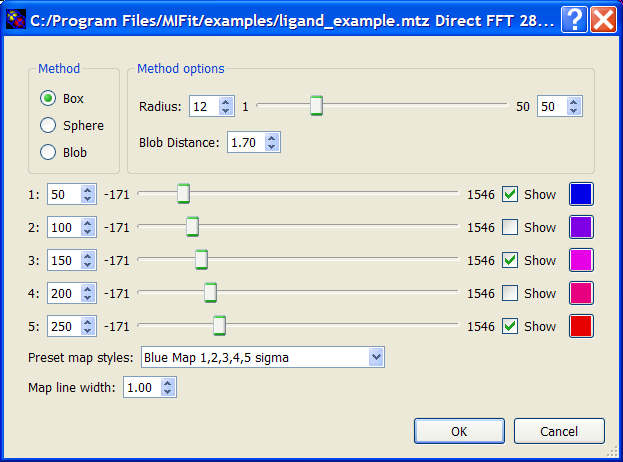 C:/Program Files/MIFit/examples/ligand_example.mtz Direct FFT 28...
Method
Method options
Box
Sphere
Blob
Radius: 12 1 50 50
Blob Distance: 1.70
1: 50 -171 1546 Show
2: 100 -171 1546 Show
3: 150 -171 1546 Show
4: 200 -171 1546 Show
5: 250 -171 1546 Show
Preset map styles: Blue Map 1,2,3,4,5 sigma
Map line width: 1.00
OK Cancel